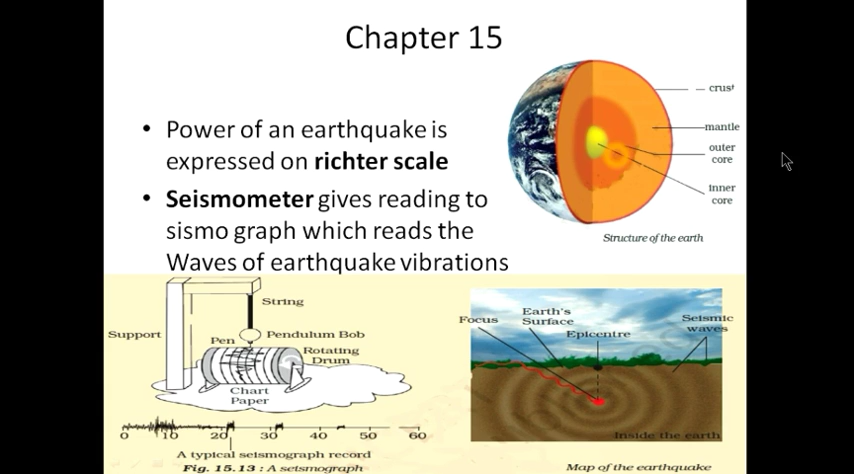 Chapter 15
• Power of an earthquake is
expressed on richter scale
• Seismometer gives reading to
sismo graph which reads the
Waves of earthquake vibrations
crust
mantle
outer
core
inner
core
Structure of the earth
String
Support
Pendulum Bob
Pen
Rotating
Drum
Chart
Paper
0 10 20 30 40 50 60
A typical seismograph record
Fig. 15.13 : A seismograph
Focus
Earth's
Surface
Epicentre
Seismic
waves
Inside the earth
Map of the earthquake